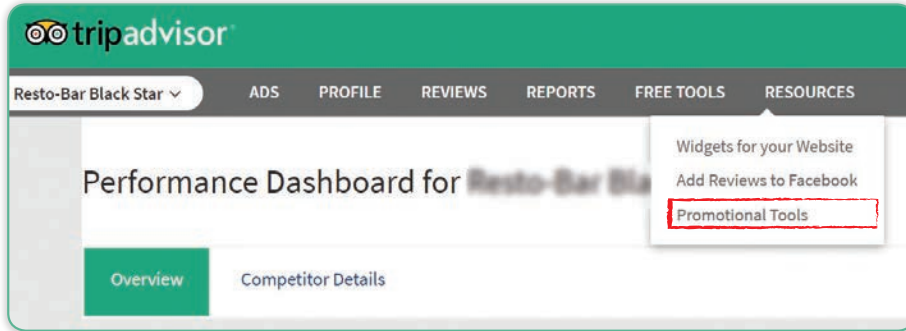 tripadvisor
Resto-Bar Black Star ADS PROFILE REVIEWS REPORTS FREE TOOLS RESOURCES
Widgets for your Website
Add Reviews to Facebook
Promotional Tools
Performance Dashboard for
Overview Competitor Details